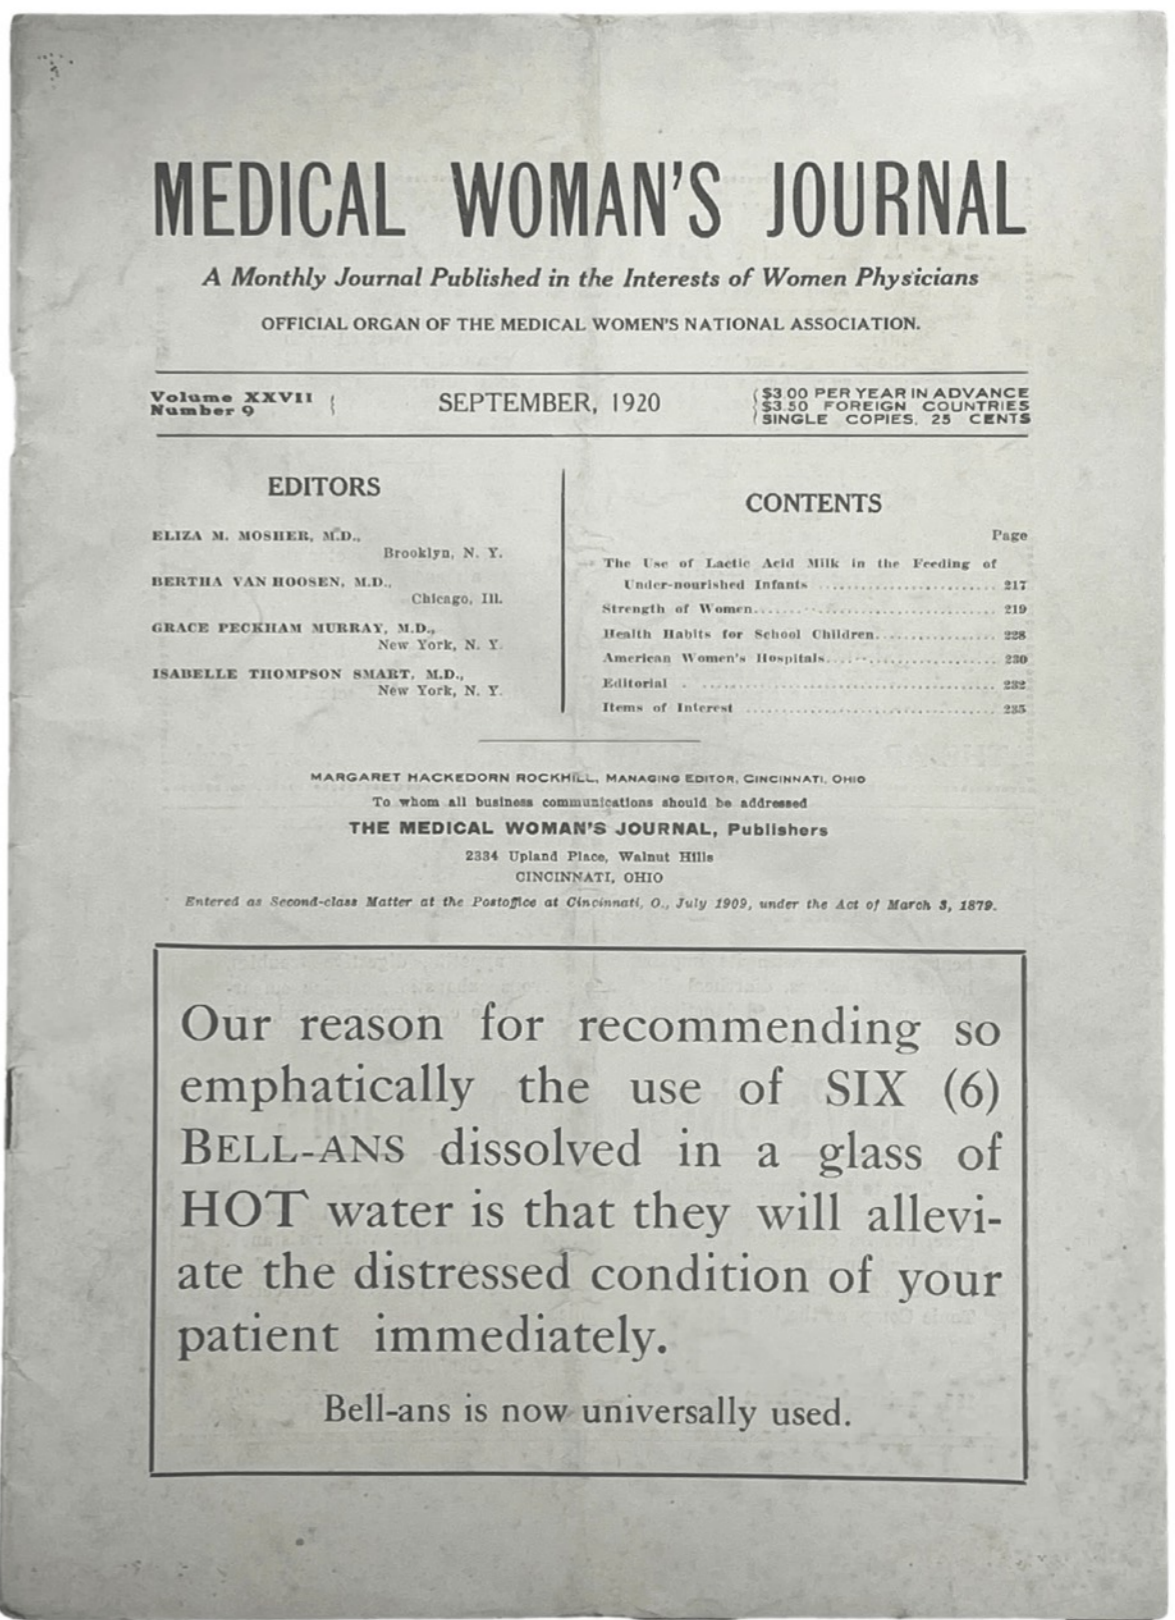 MEDICAL WOMAN'S JOURNAL
A Monthly Journal Published in the Interests of Women Physicians
OFFICIAL ORGAN OF THE MEDICAL WOMEN'S NATIONAL ASSOCIATION.
Volume XXVII
Number 9
SEPTEMBER, 1920
$3.00 PER YEAR IN ADVANCE
$3.50 FOREIGN COUNTRIES
SINGLE COPIES, 25 CENTS
EDITORS
ELIZA M. MOSHER, M.D.,
Brooklyn, N. Y.
BERTHA VAN HOOSEN, M.D.,
Chicago, Ill.
GRACE PECKHAM MURRAY, M.D.,
New York, N. Y.
ISABELLE THOMPSON SMART, M.D.,
New York, N. Y.
CONTENTS
Page
The Use of Lactic Acid Milk in the Feeding of
Under-nourished Infants ........................ 217
Strength of Women................................ 219
Health Habits for School Children................. 228
American Women's Hospitals........................ 230
Editorial . ........................................ 232
Items of Interest .................................. 235
MARGARET HACKEDORN ROCKHILL, MANAGING EDITOR, CINCINNATI, OHIO
To whom all business communications should be addressed
THE MEDICAL WOMAN'S JOURNAL, Publishers
2334 Upland Place, Walnut Hills
CINCINNATI, OHIO
Entered as Second-class Matter at the Postoffice at Cincinnati, O., July 1909, under the Act of March 3, 1879.
Our reason for recommending so
emphatically the use of SIX (6)
BELL-ANS dissolved in a glass of
HOT water is that they will allevi-
ate the distressed condition of your
patient immediately.
Bell-ans is now universally used.